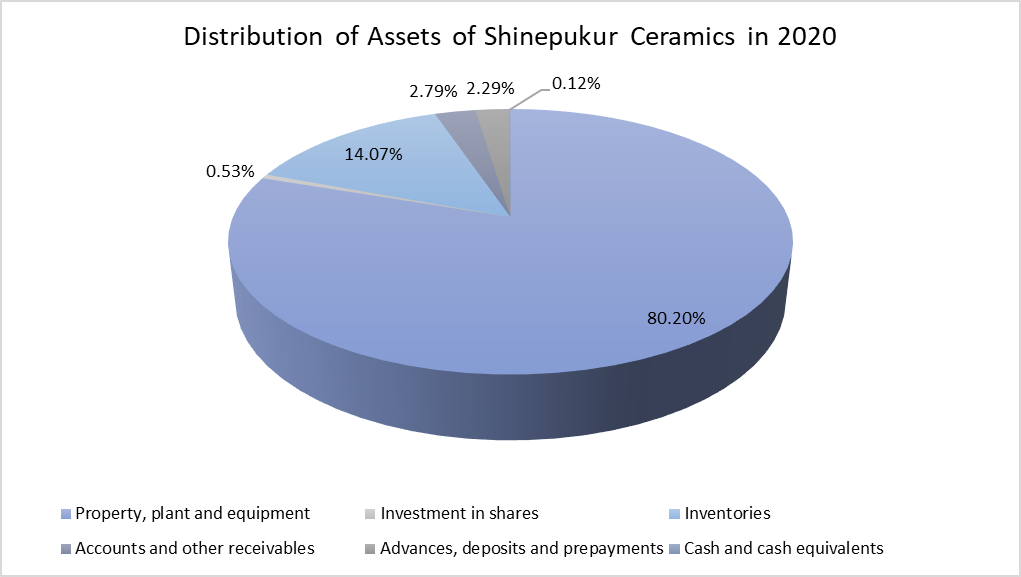 Distribution of Assets of Shinepukur Ceramics in 2020
0.12%
2.79% 2.29%
14.07%
0.53%
80.20%
Property, plant and equipment Investment in shares Inventories
Accounts and other receivables Advances, deposits and prepayments Cash and cash equivalents